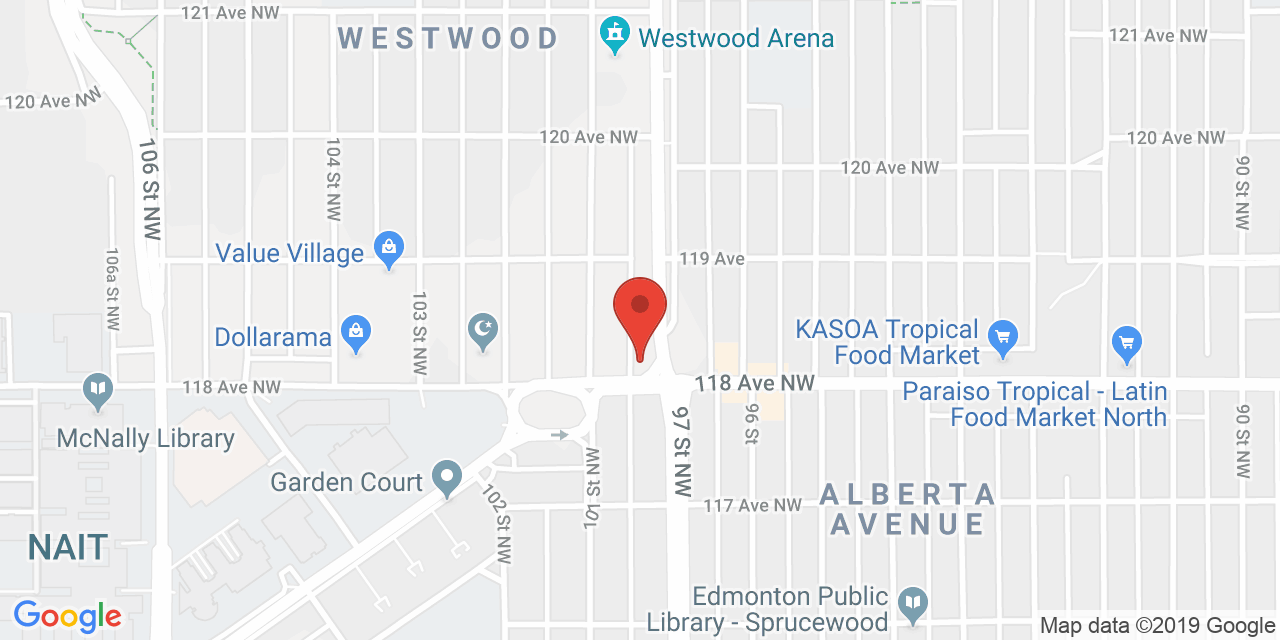 121 Ave NW
WESTWOOD
Westwood Arena
121 Ave NW
120 Ave NW
120 Ave NW
120 Ave NW
120 Ave NW
106 St NW
104 St NW
90 St NW
Value Village
119 Ave
106a St NW
103 St NW
Dollarama
KASOA Tropical
Food Market
118 Ave NW
118 Ave NW
Paraiso Tropical - Latin
Food Market North
McNally Library
97 St NW
96 St
90 St NW
Garden Court
101 St NW
102 St NW
117 Ave NW
ALBERTA
AVENUE
NAIT
Edmonton Public
Library - Sprucewood
Google
Map data ©2019 Google